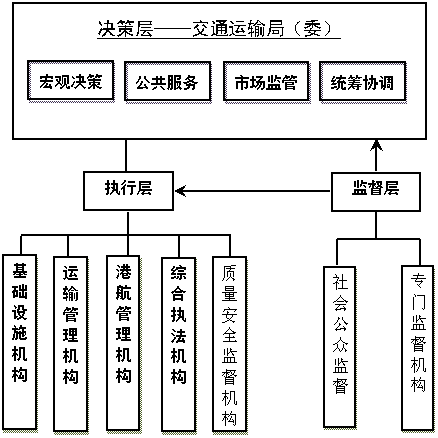 决策层——交通运输局（委）
宏观决策 公共服务 市场监管 统筹协调
执行层 监督层
基础设施机构
运输管理机构
港航管理机构
综合执法机构
质量安全监督机构
社会公众监督
专门监督机构